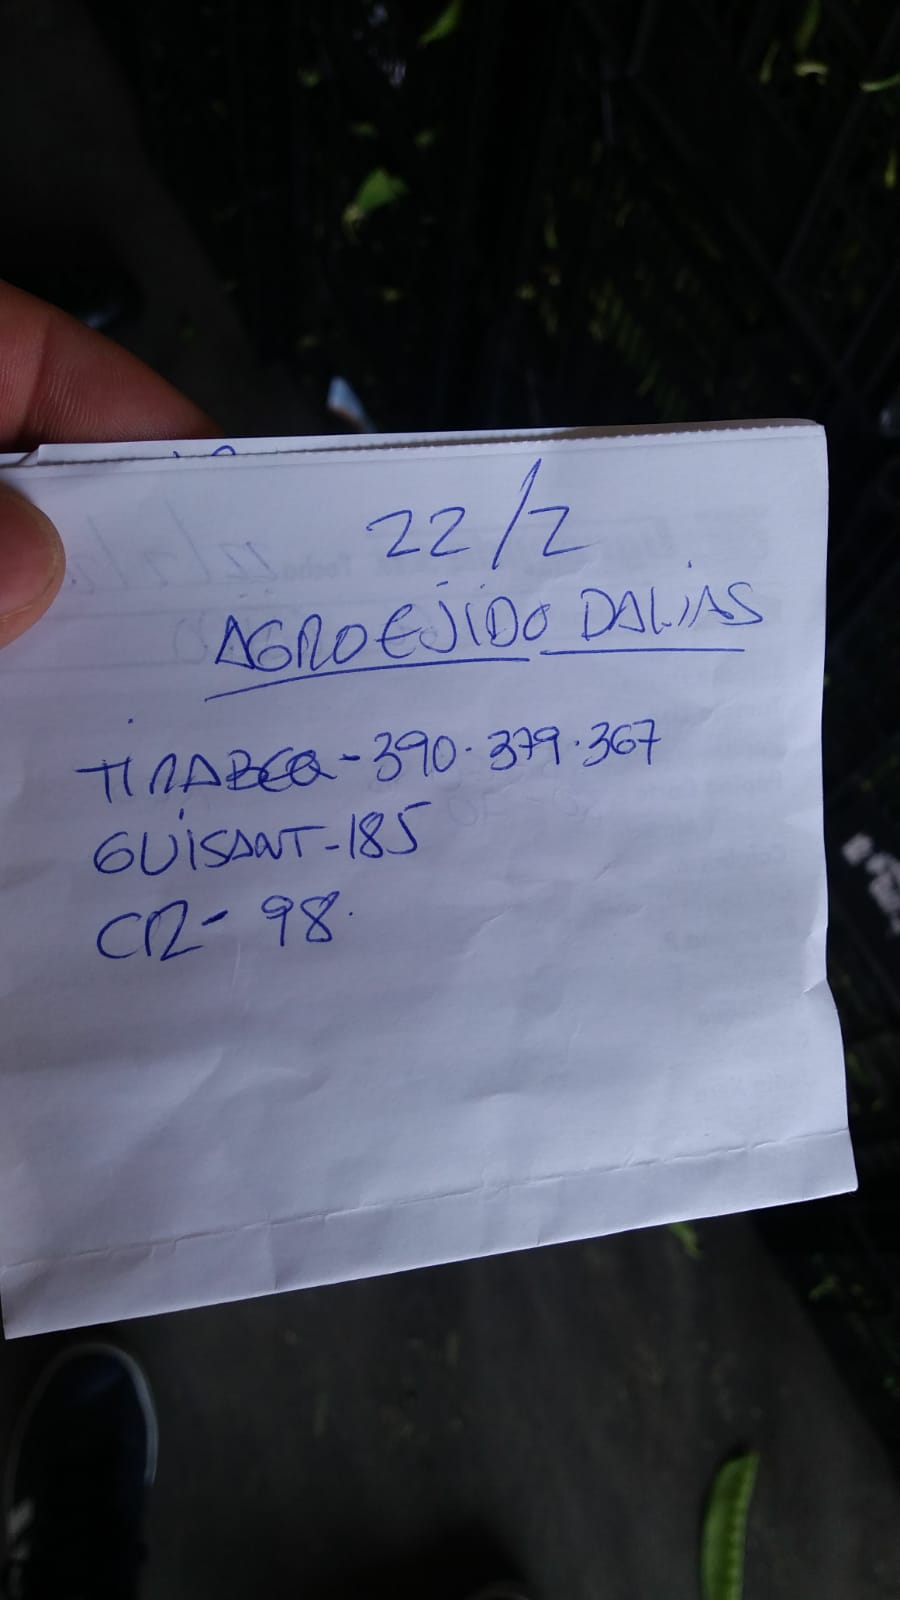 22/2
AGROEJIDO DALIAS
TIRABEQ-390.379.367
GUISANT-185
CR-98.